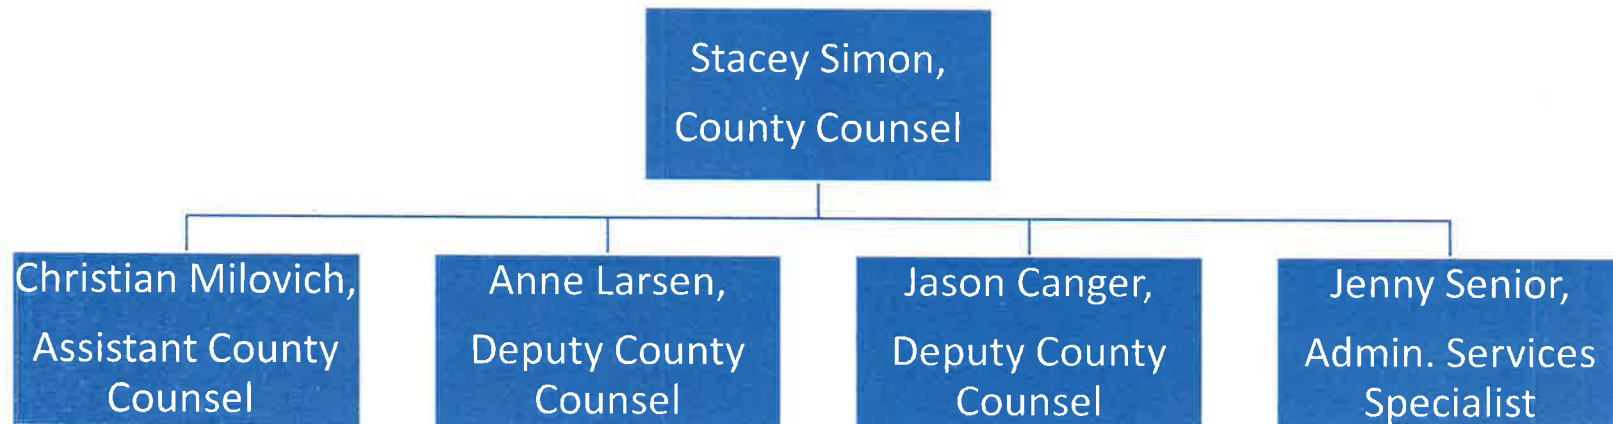 Stacey Simon,
County Counsel
Christian Milovich,
Assistant County
Counsel
Anne Larsen,
Deputy County
Counsel
Jason Canger,
Deputy County
Counsel
Jenny Senior,
Admin. Services
Specialist